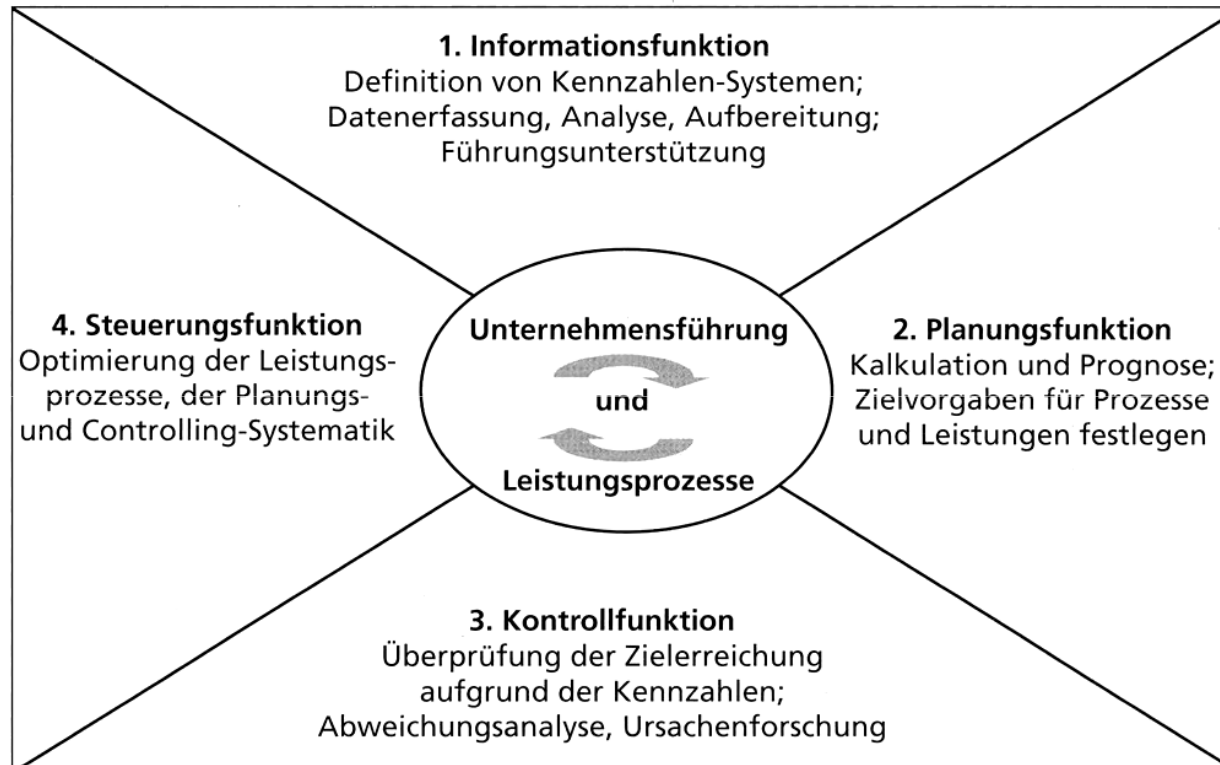 1. Informationsfunktion
Definition von Kennzahlen-Systemen;
Datenerfassung, Analyse, Aufbereitung;
Führungsunterstützung
4. Steuerungsfunktion
Optimierung der Leistungs-
prozesse, der Planungs-
und Controlling-Systematik
Unternehmensführung
und
Leistungsprozesse
2. Planungsfunktion
Kalkulation und Prognose;
Zielvorgaben für Prozesse
und Leistungen festlegen
3. Kontrollfunktion
Überprüfung der Zielerreichung
aufgrund der Kennzahlen;
Abweichungsanalyse, Ursachenforschung